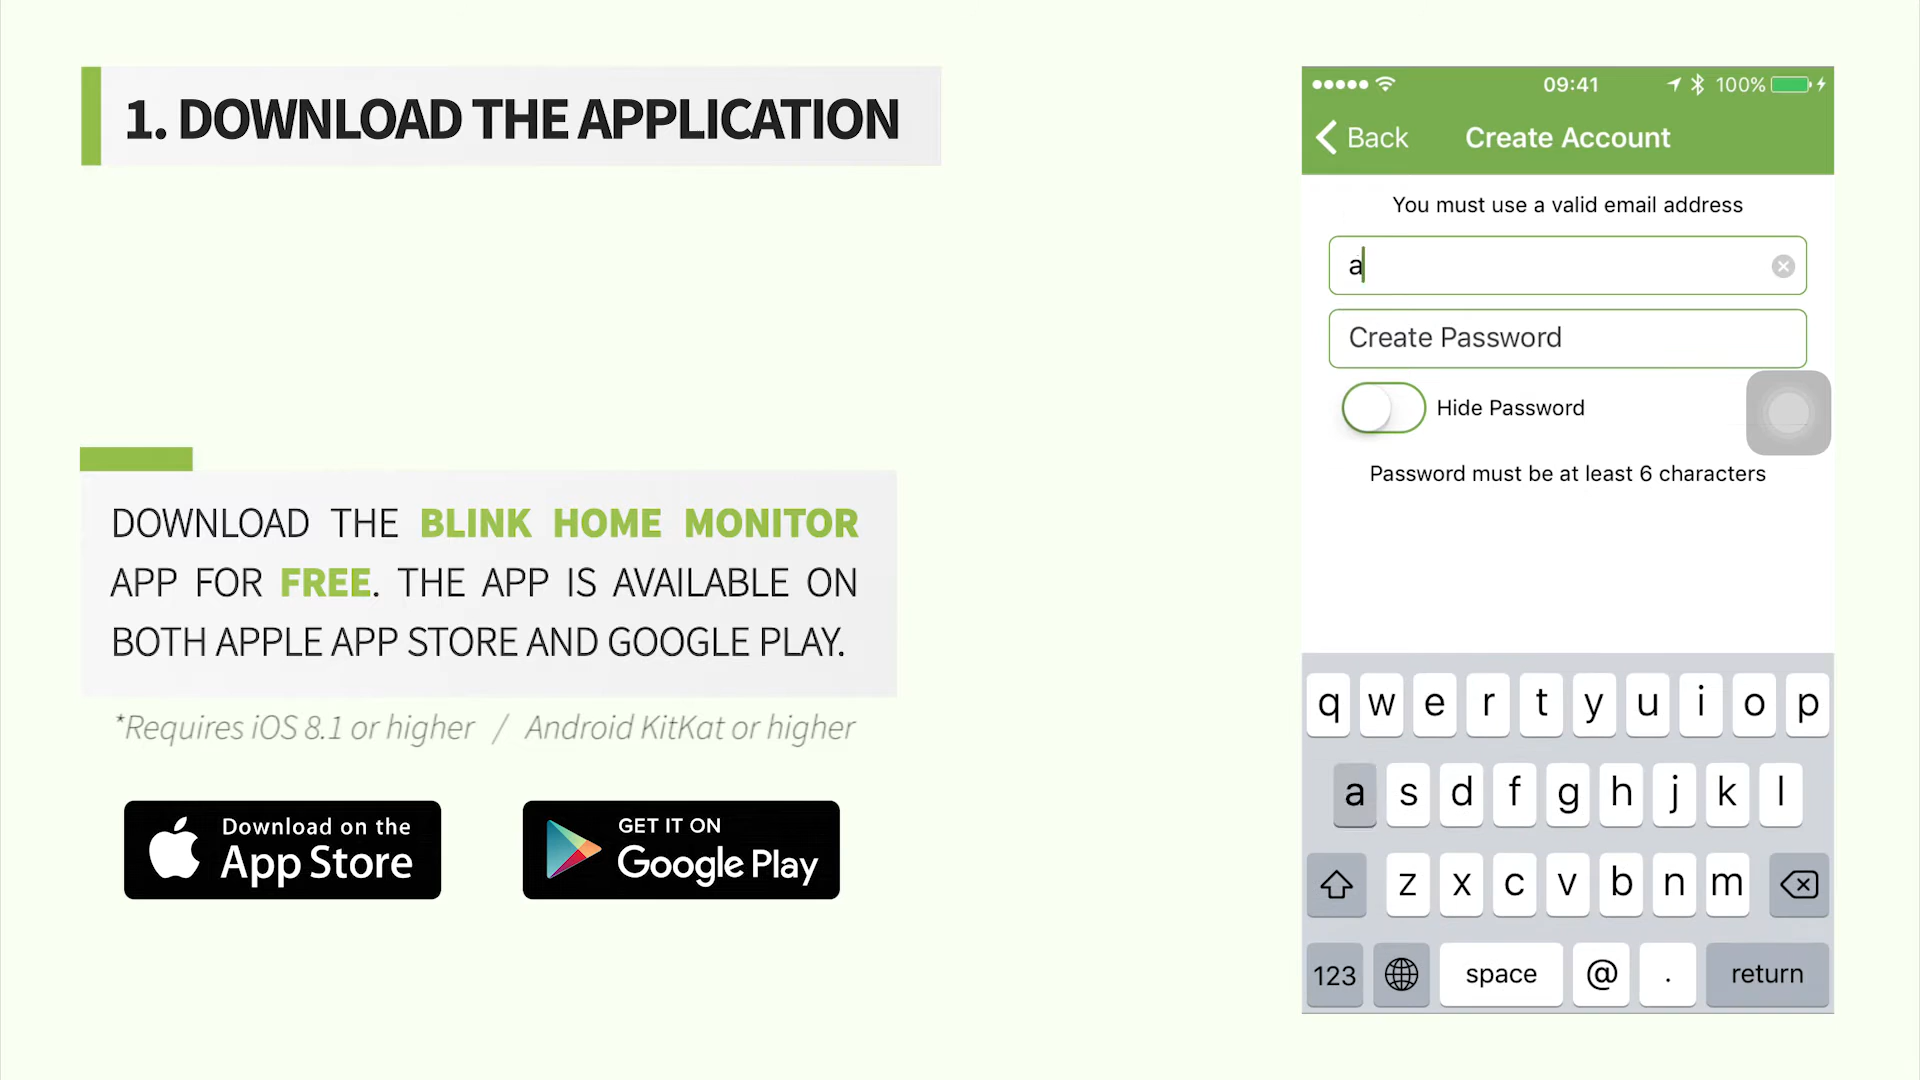 1. DOWNLOAD THE APPLICATION
DOWNLOAD THE BLINK HOME MONITOR
APP FOR FREE. THE APP IS AVAILABLE ON
BOTH APPLE APP STORE AND GOOGLE PLAY.
*Requires iOS 8.1 or higher / Android KitKat or higher
Download on the
App Store
GET IT ON
Google Play
09:41 100%
Back Create Account
You must use a valid email address
a
Create Password
Hide Password
Password must be at least 6 characters
q w e r t y u i o p
a s d f g h j k l
z x c v b n m
123 space @ . return